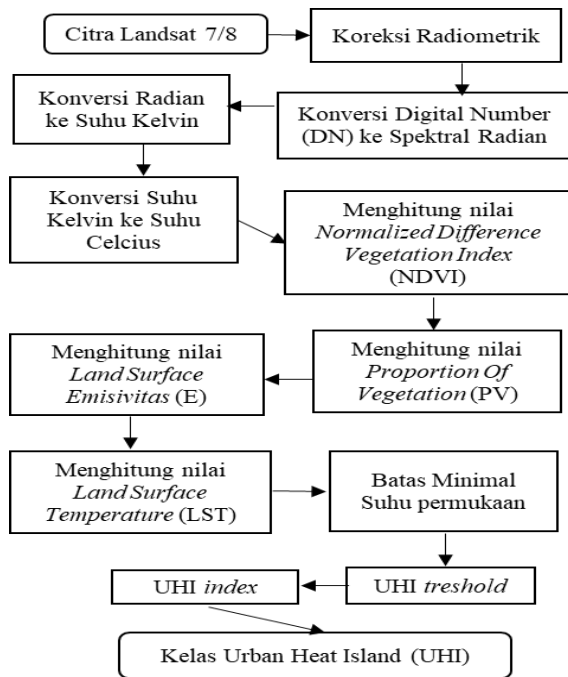 Citra Landsat 7/8
Koreksi Radiometrik
Konversi Digital Number
(DN) ke Spektral Radian
Konversi Radian
ke Suhu Kelvin
Konversi Suhu
Kelvin ke Suhu
Celcius
Menghitung nilai
Normalized Difference
Vegetation Index
(NDVI)
Menghitung nilai
Proportion Of
Vegetation (PV)
Menghitung nilai
Land Surface
Emisivitas (E)
Menghitung nilai
Land Surface
Temperature (LST)
Batas Minimal
Suhu permukaan
UHI treshold
UHI index
Kelas Urban Heat Island (UHI)